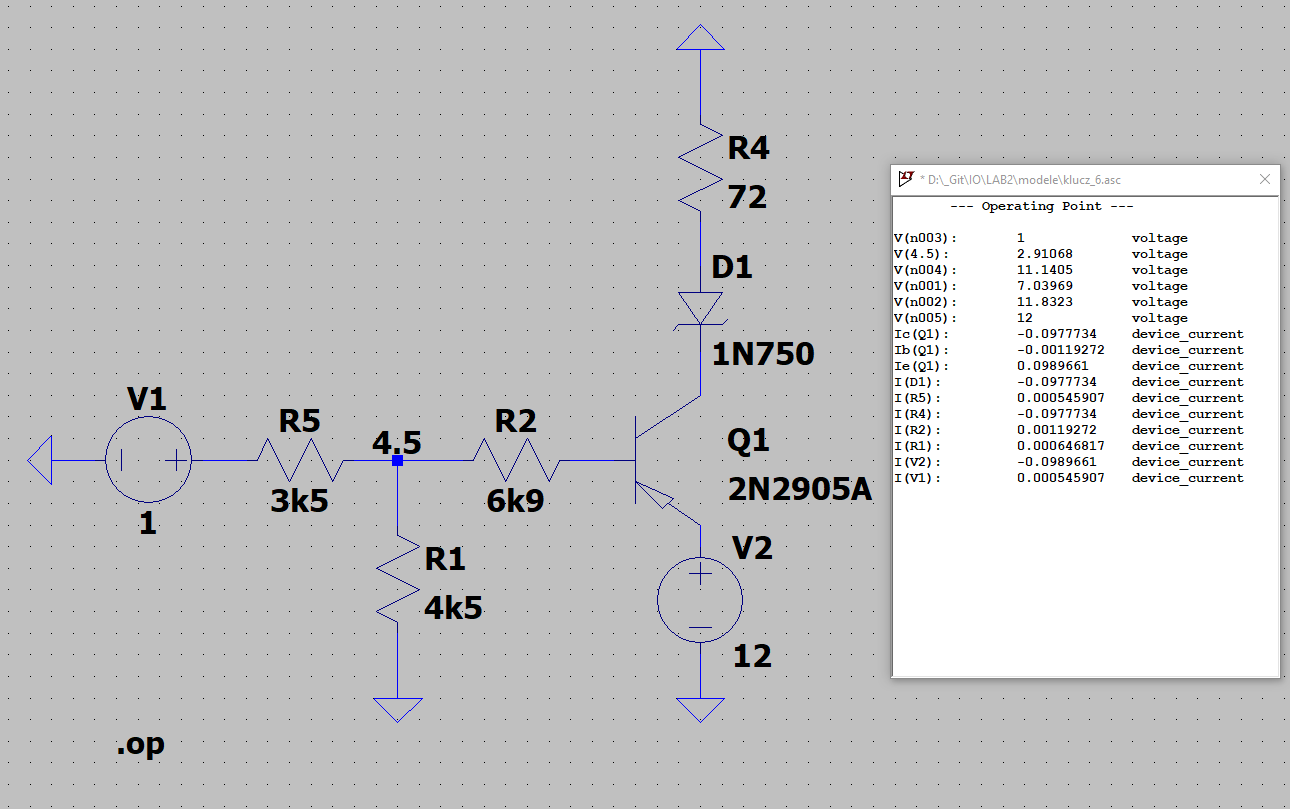 R4
72
D1
1N750
V1
1
R5
3k5
4.5
R2
6k9
Q1
2N2905A
R1
4k5
V2
12
.op
* D:\_Git\IO\LAB2\modele\klucz_6.asc
--- Operating Point ---
V(n003): 1 voltage
V(4.5): 2.91068 voltage
V(n004): 11.1405 voltage
V(n001): 7.03969 voltage
V(n002): 11.8323 voltage
V(n005): 12 voltage
Ic(Q1): -0.0977734 device_current
Ib(Q1): -0.00119272 device_current
Ie(Q1): 0.0989661 device_current
I(D1): -0.0977734 device_current
I(R5): 0.000545907 device_current
I(R4): -0.0977734 device_current
I(R2): 0.00119272 device_current
I(R1): 0.000646817 device_current
I(V2): -0.0989661 device_current
I(V1): 0.000545907 device_current